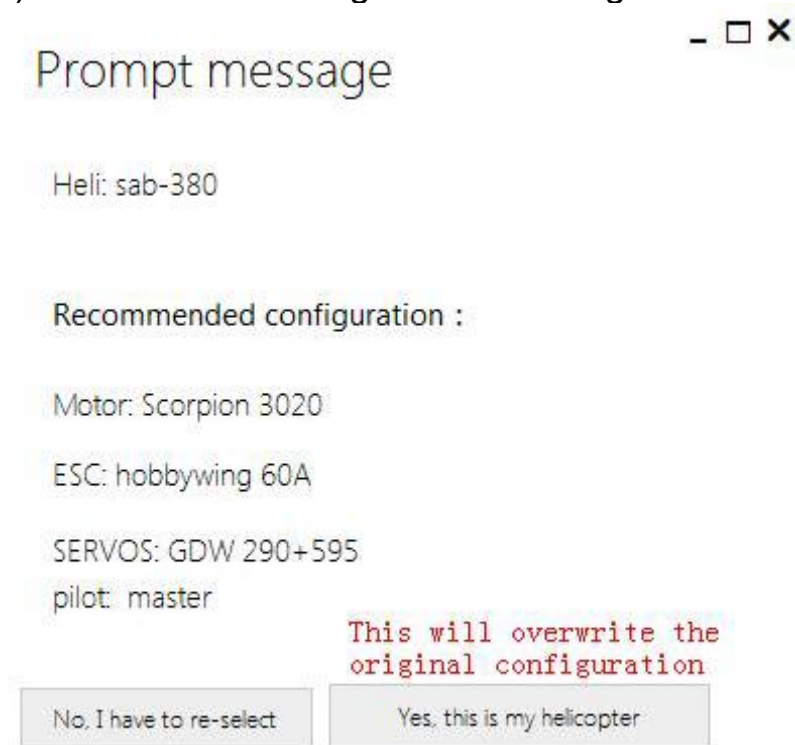 Prompt message
Heli: sab-380
Recommended configuration :
Motor: Scorpion 3020
ESC: hobbywing 60A
SERVOS: GDW 290+595
pilot: master
This will overwrite the
original configuration
No, I have to re-select
Yes, this is my helicopter